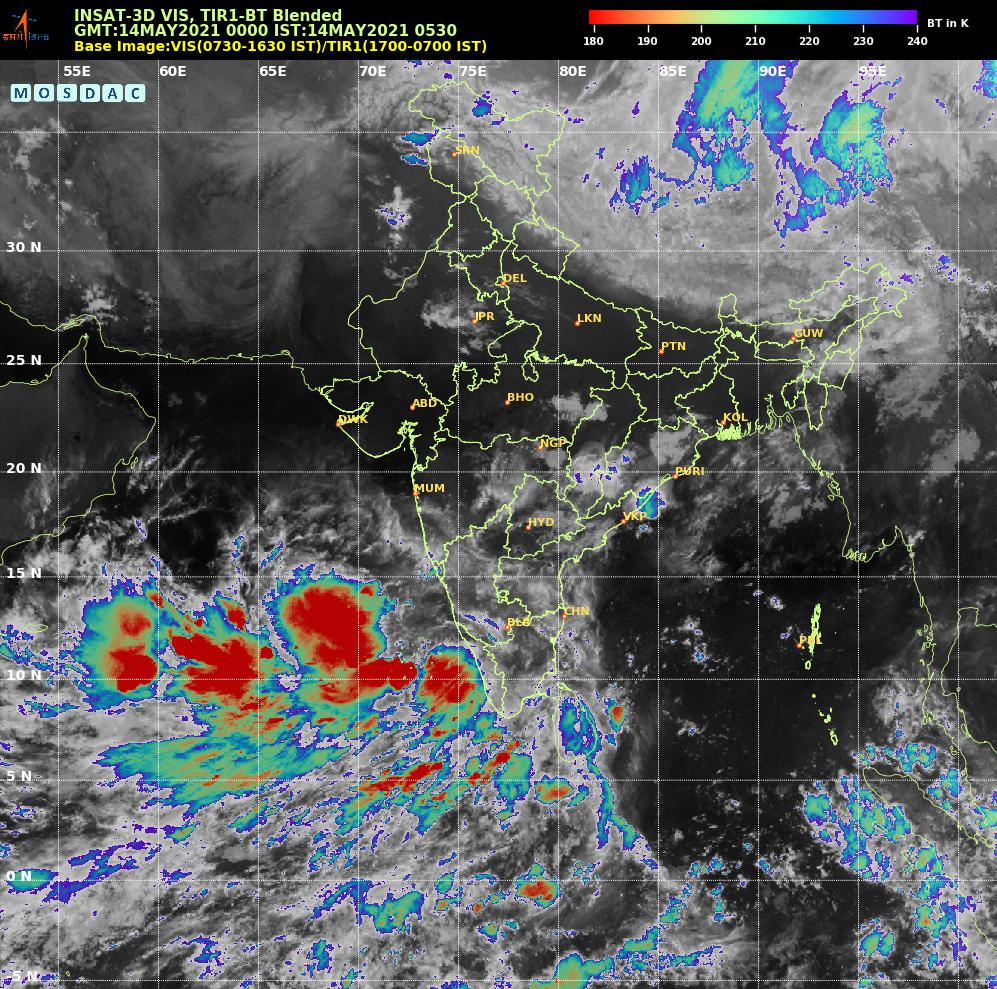 INSAT-3D VIS, TIR1-BT Blended
GMT:14MAY2021 0000 IST:14MAY2021 0530
Base Image:VIS(0730-1630 IST)/TIR1(1700-0700 IST)
BT in K
180 190 200 210 220 230 240
55E 60E 65E 70E 75E 80E 85E 90E 95E
MOSDAC
SRN
30 N
DEL
JPR
LKN
GUW
PTN
25 N
BHO
ABD
DWK
KOL
NGP
20 N
PURI
MUM
VKP
HYD
15 N
CHN
BLG
PBL
10 N
5 N
0 N
-5 N